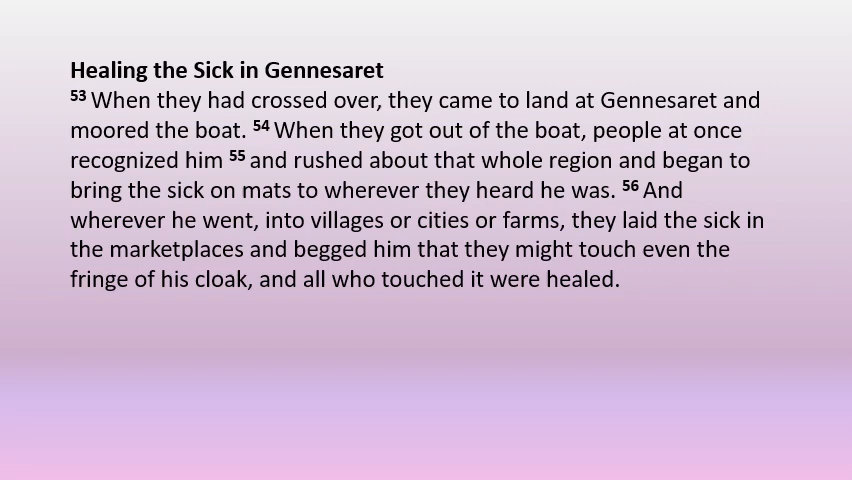 Healing the Sick in Gennesaret
53 When they had crossed over, they came to land at Gennesaret and
moored the boat. 54 When they got out of the boat, people at once
recognized him 55 and rushed about that whole region and began to
bring the sick on mats to wherever they heard he was. 56 And
wherever he went, into villages or cities or farms, they laid the sick in
the marketplaces and begged him that they might touch even the
fringe of his cloak, and all who touched it were healed.